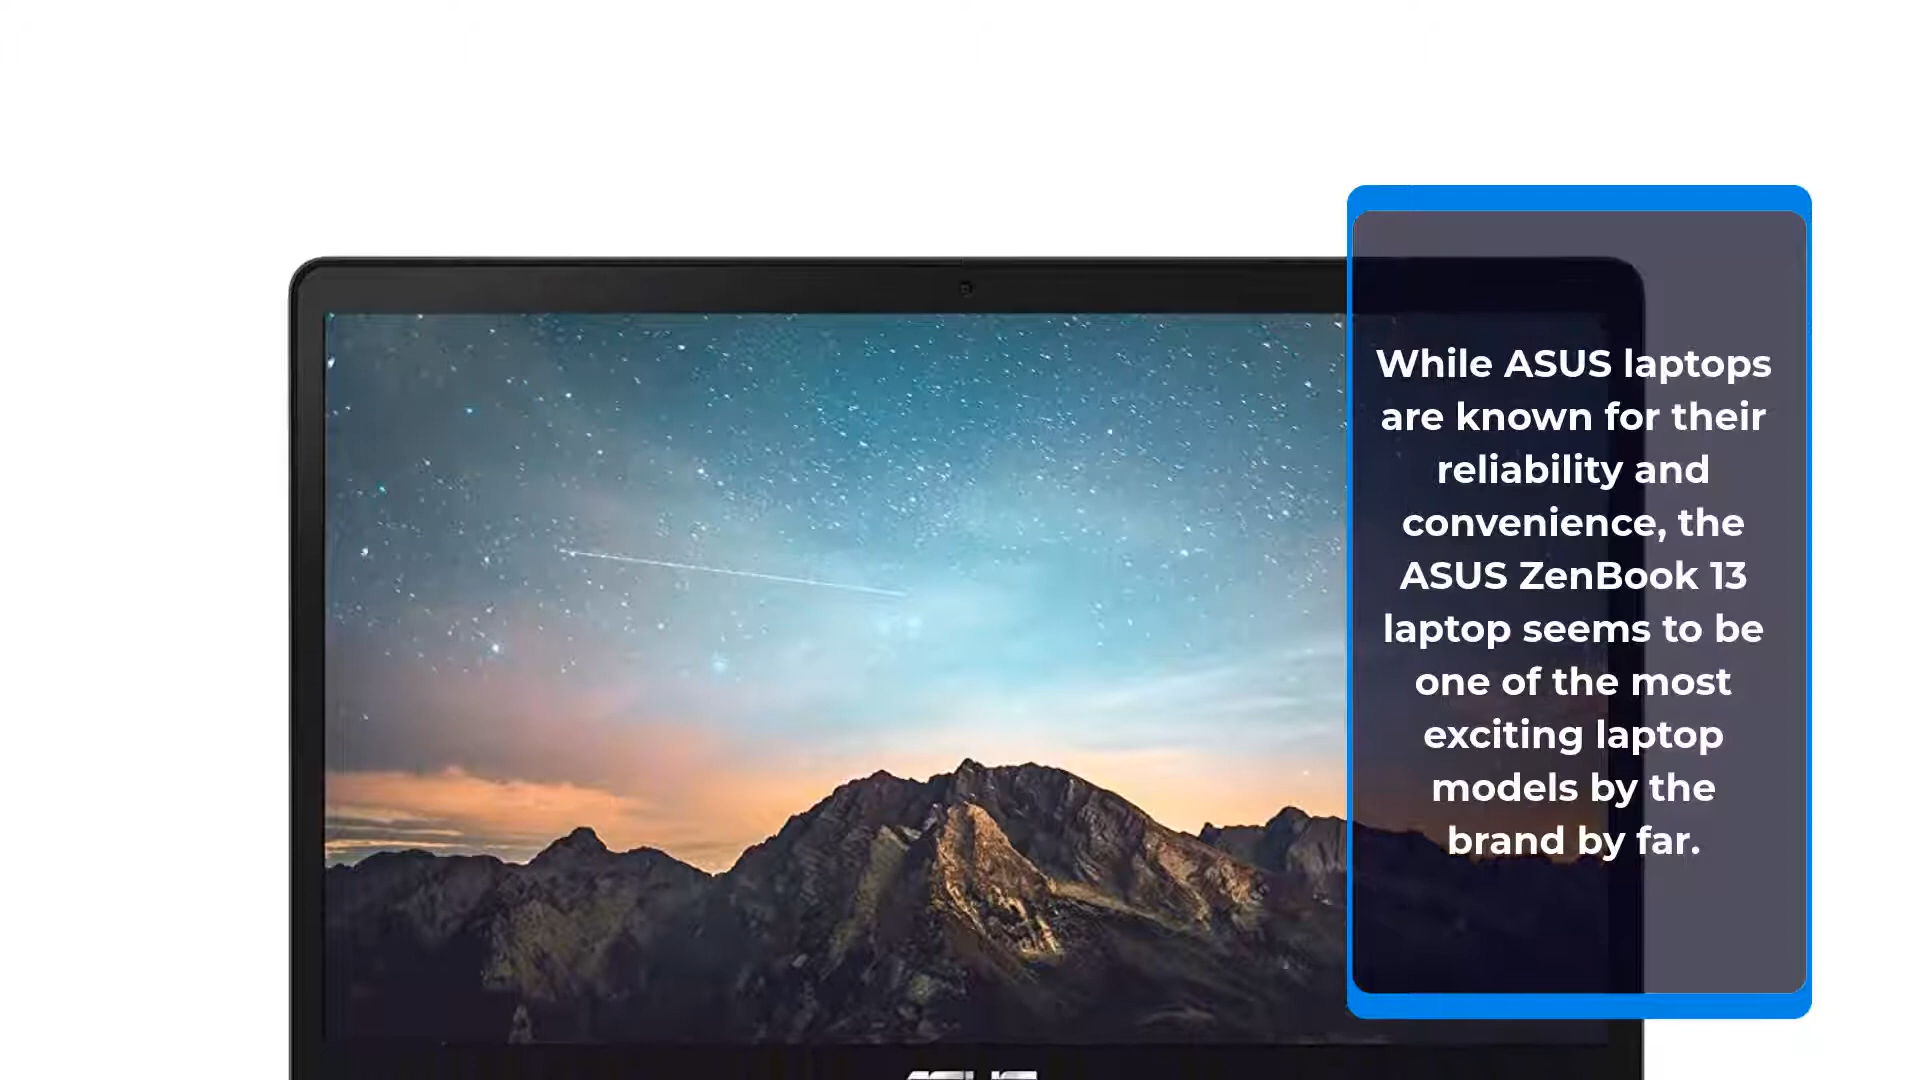 While ASUS laptops
are known for their
reliability and
convenience, the
ASUS ZenBook 13
laptop seems to be
one of the most
exciting laptop
models by the
brand by far.
ASUS